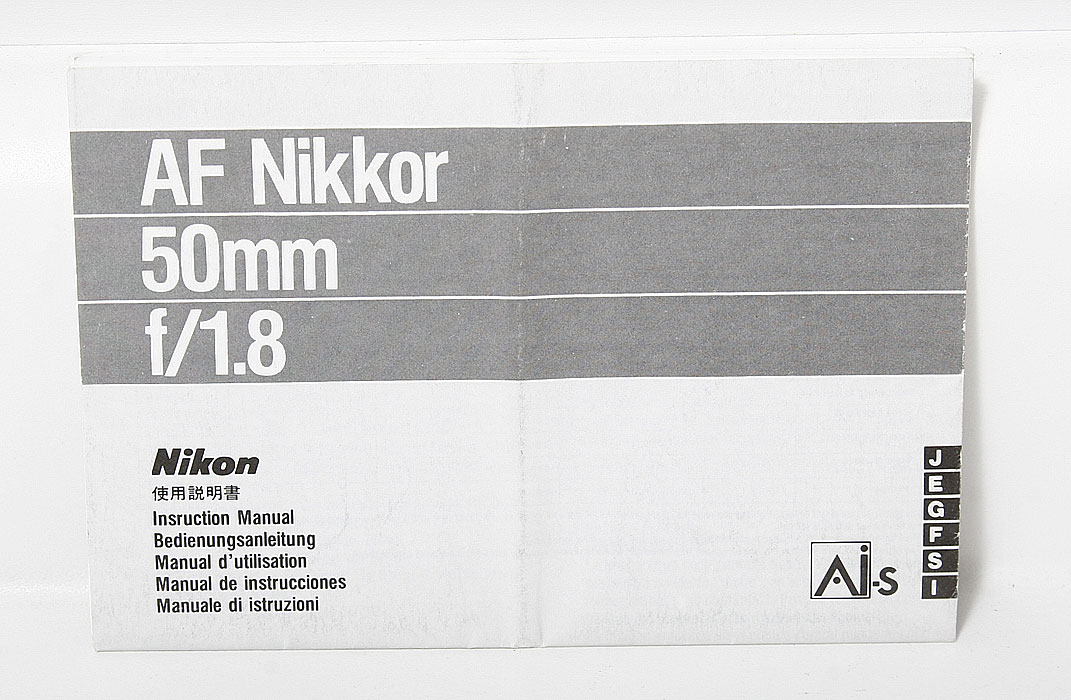 AF Nikkor
50mm
f/1.8
Nikon
使用説明書
Insruction Manual
Bedienungsanleitung
Manual d'utilisation
Manual de instrucciones
Manuale di istruzioni
Ai-S
J
E
G
F
S
I